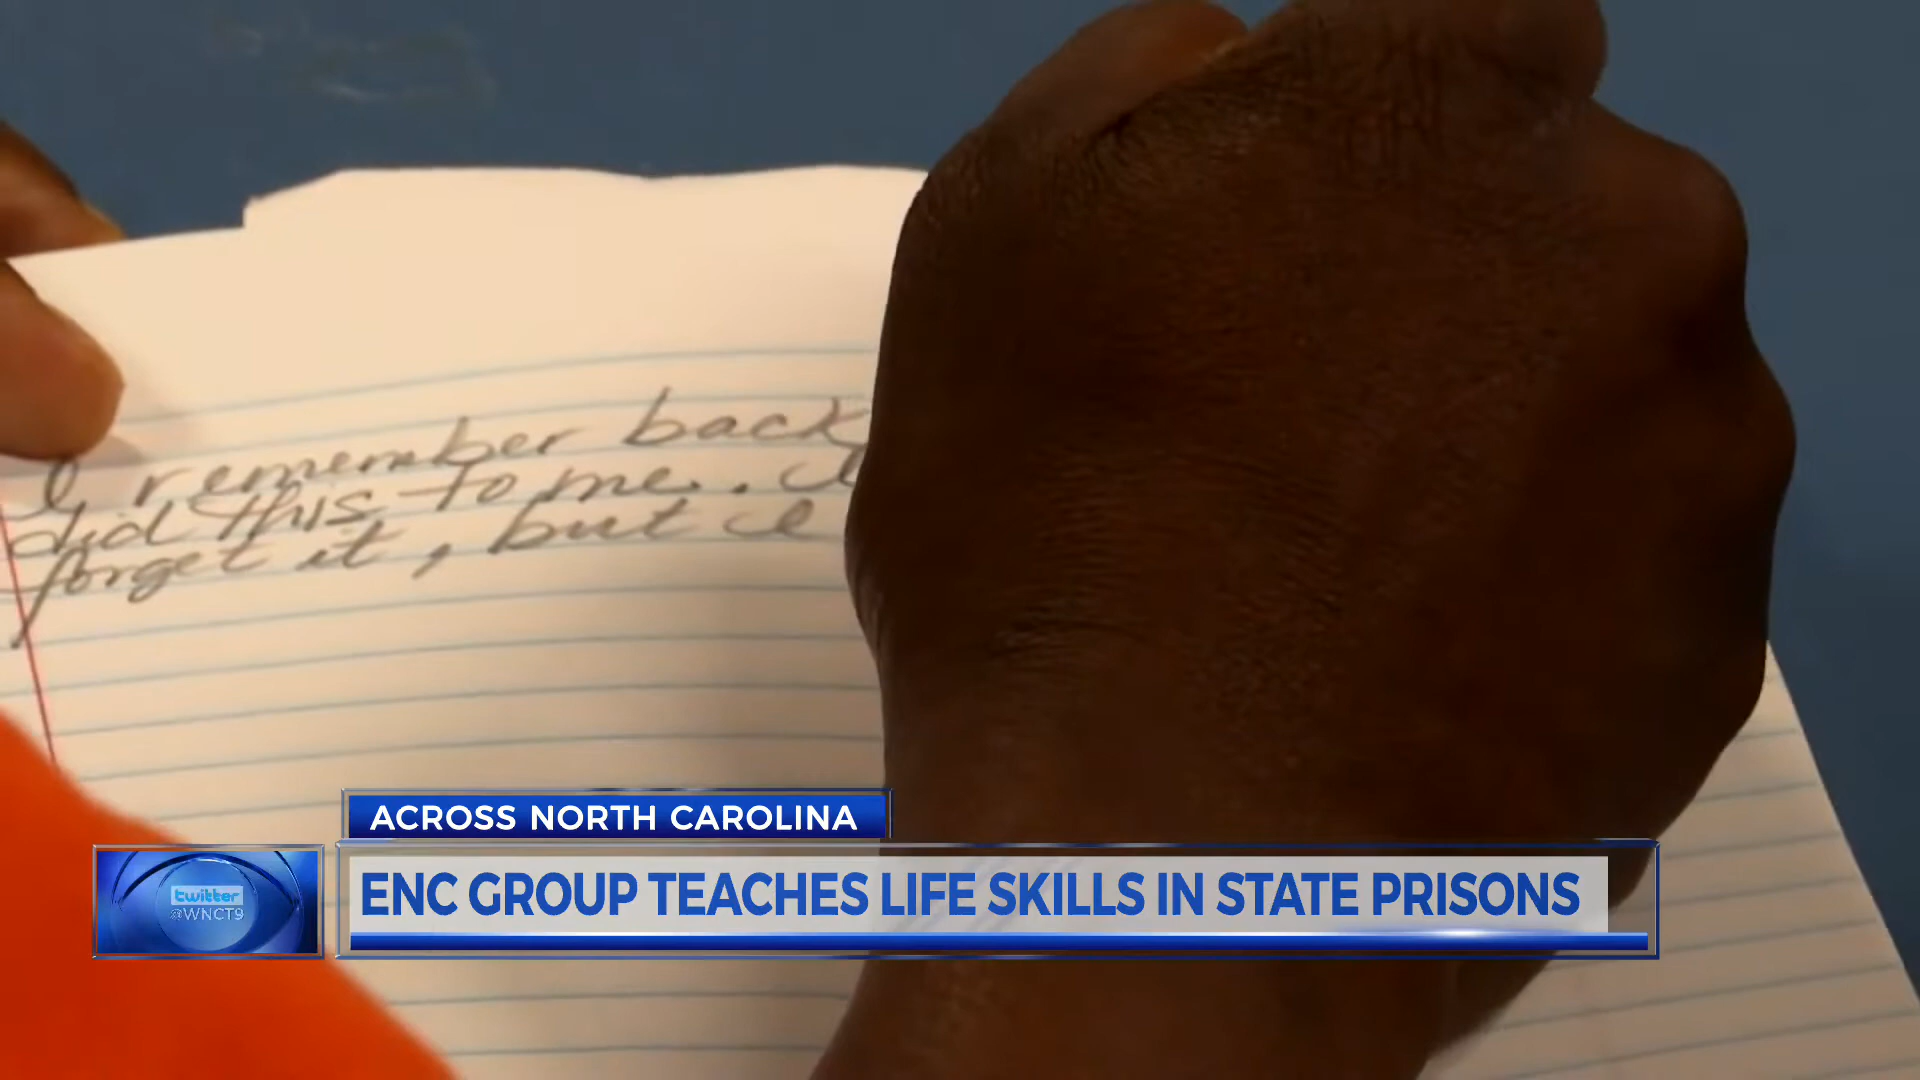 I remember back
did this to me. I
forget it, but I
ACROSS NORTH CAROLINA
ENC GROUP TEACHES LIFE SKILLS IN STATE PRISONS
twitter
@WNCT9